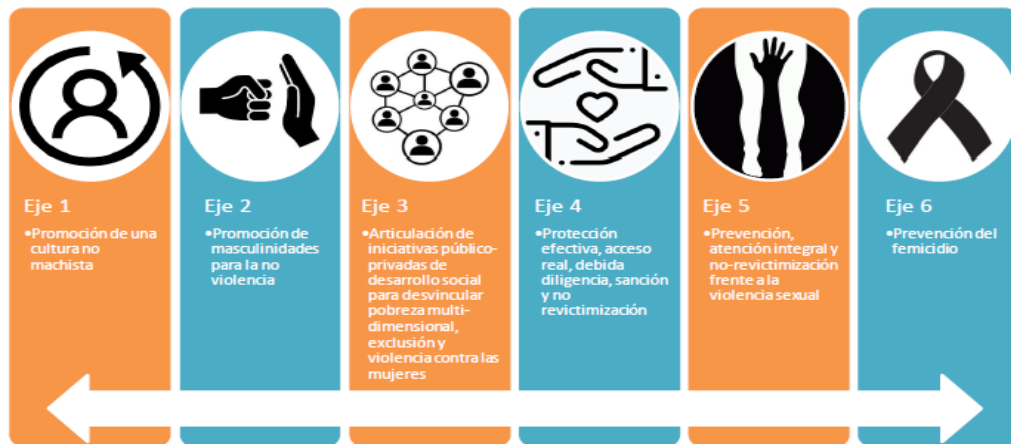 Eje 1
•Promoción de una
cultura no
machista
Eje 2
•Promoción de
masculinidades
para la no
violencia
Eje 3
•Articulación de
iniciativas público-
privadas de
desarrollo social
para desvincular
pobreza multi-
dimensional,
exclusión y
violencia contra las
mujeres
Eje 4
•Protección
efectiva, acceso
real, debida
diligencia, sanción
y no
revictimización
Eje 5
•Prevención,
atención integral y
no-revictimización
frente a la
violencia sexual
Eje 6
•Prevención del
femicidio